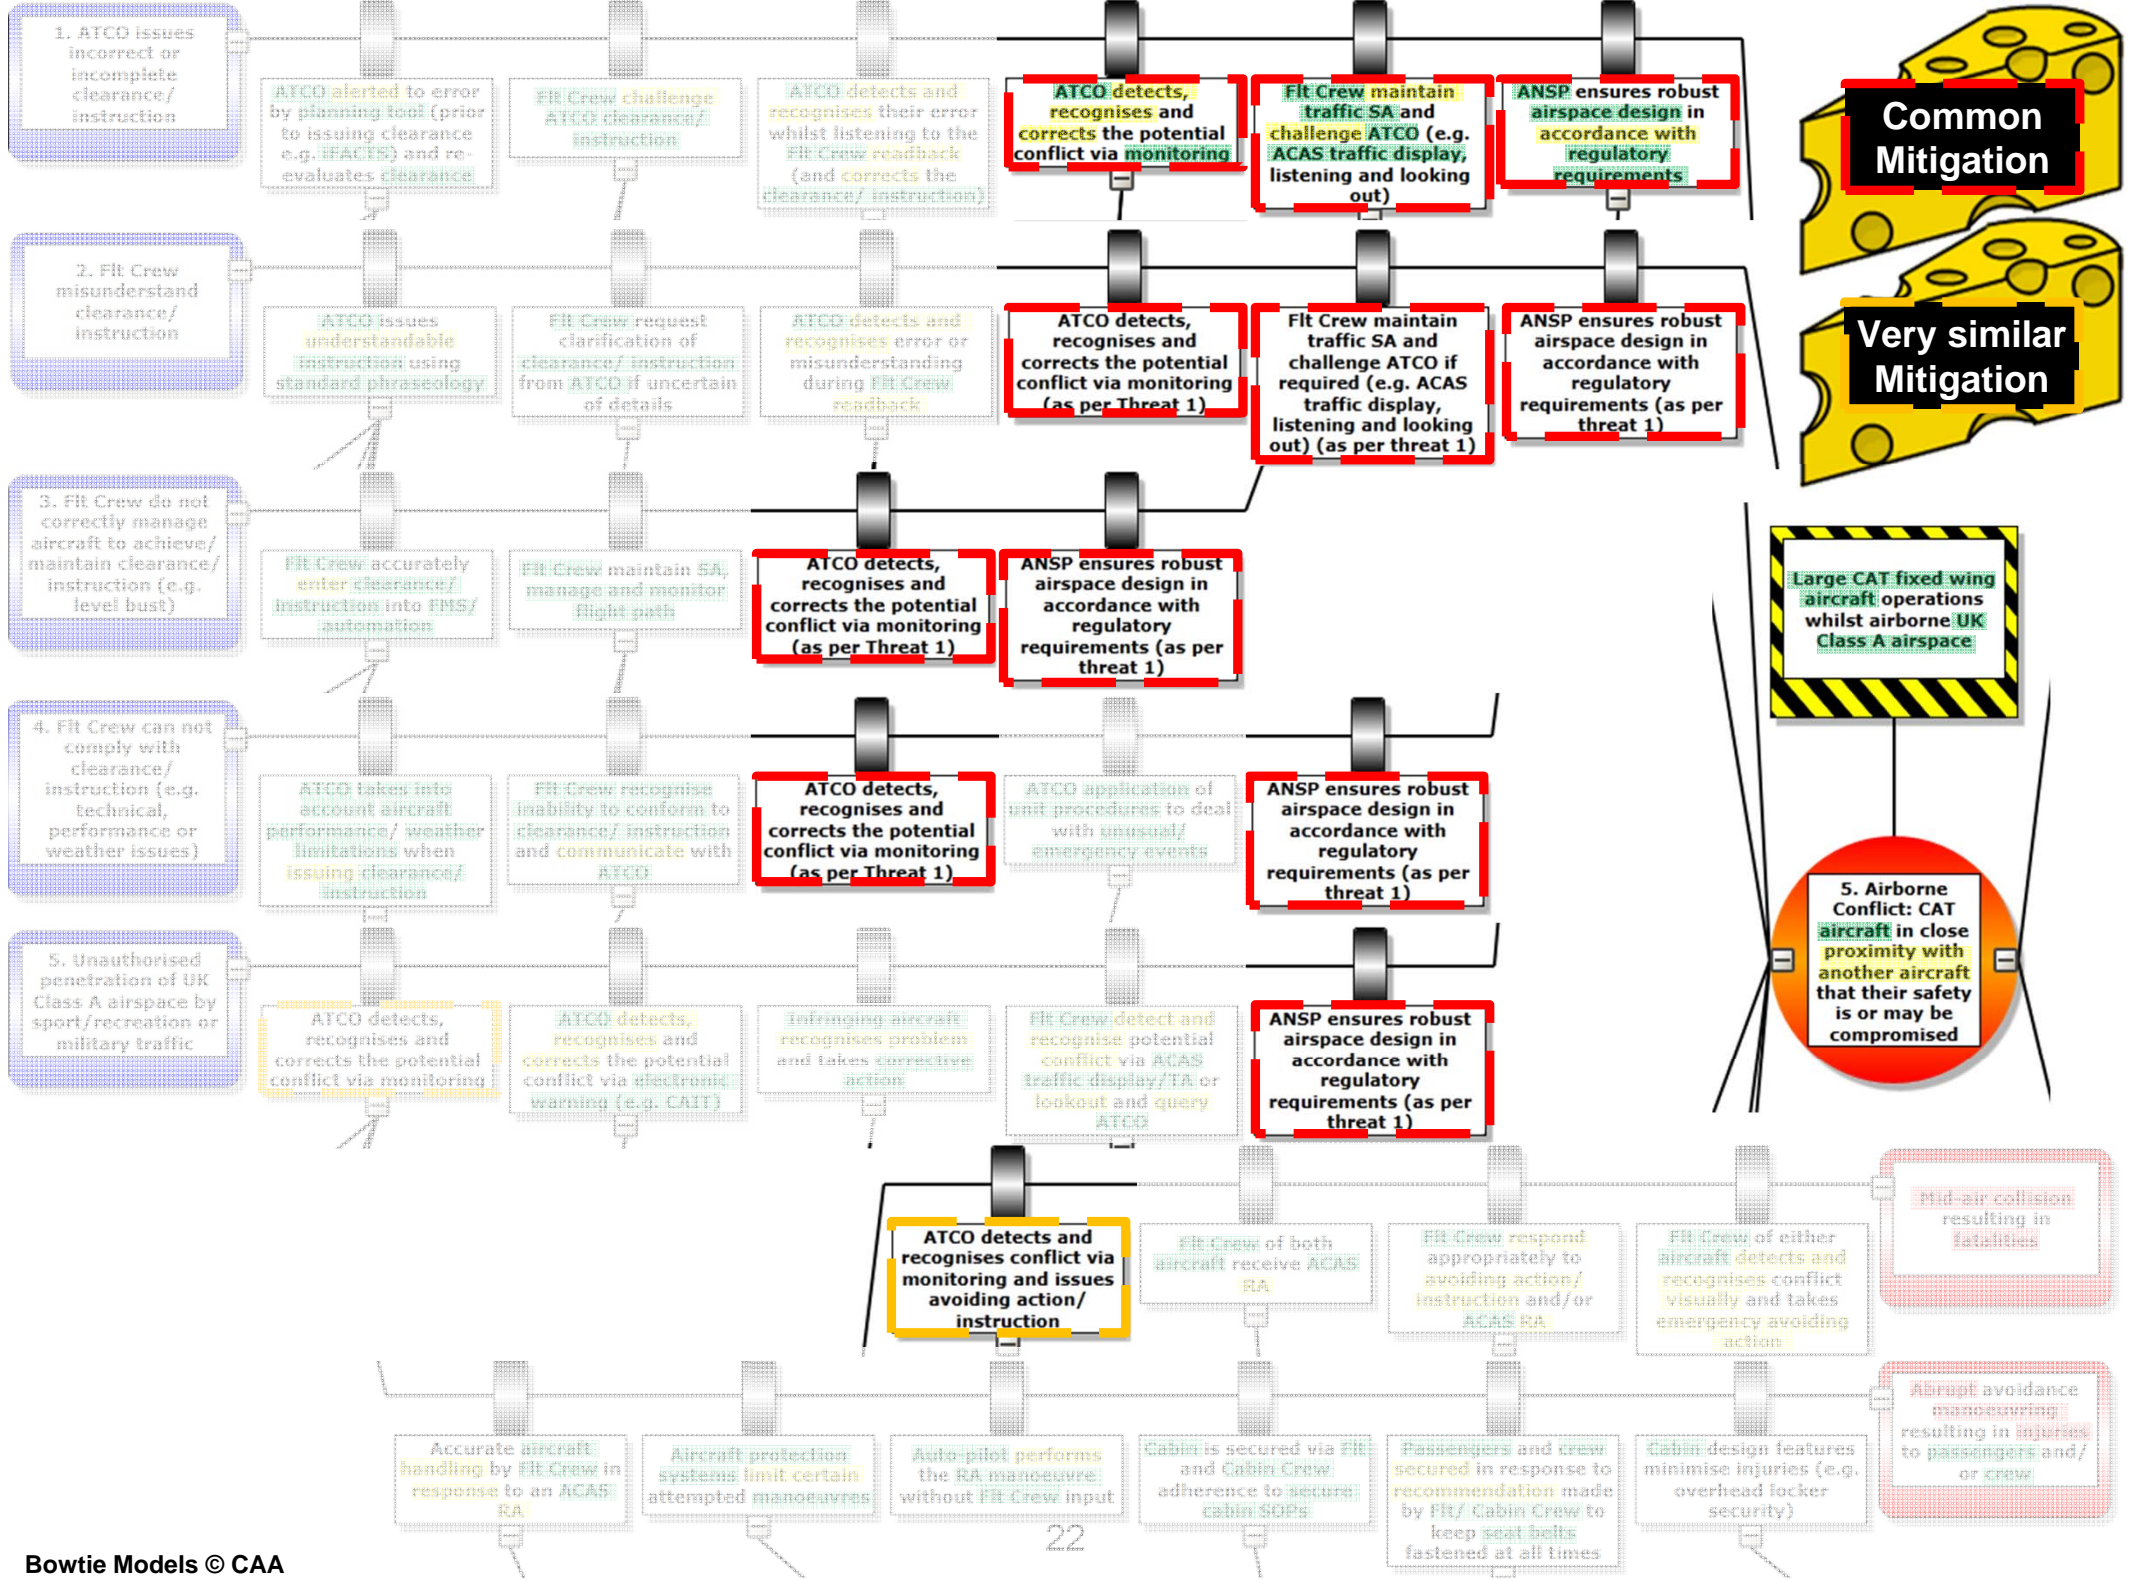 1. ATCO issues
incorrect or
incomplete
clearance/
instruction
ATCO alerted to error
by planning tool (prior
to issuing clearance
e.g. iFACTS) and re-
evaluates clearance
Flt Crew challenge
ATCO clearance/
instruction
ATCO detects and
recognises their error
whilst listening to the
Flt Crew readback
(and corrects the
clearance/ instruction)
ATCO detects,
recognises and
corrects the potential
conflict via monitoring
Flt Crew maintain
traffic SA and
challenge ATCO (e.g.
ACAS traffic display,
listening and looking
out)
ANSP ensures robust
airspace design in
accordance with
regulatory
requirements
Common
Mitigation
2. Flt Crew
misunderstand
clearance/
instruction
ATCO issues
understandable
instruction using
standard phraseology
Flt Crew request
clarification of
clearance/ instruction
from ATCO if uncertain
of details
ATCO detects and
recognises error or
misunderstanding
during Flt Crew
readback
ATCO detects,
recognises and
corrects the potential
conflict via monitoring
(as per Threat 1)
Flt Crew maintain
traffic SA and
challenge ATCO if
required (e.g. ACAS
traffic display,
listening and looking
out) (as per threat 1)
ANSP ensures robust
airspace design in
accordance with
regulatory
requirements (as per
threat 1)
Very similar
Mitigation
3. Flt Crew do not
correctly manage
aircraft to achieve/
maintain clearance/
instruction (e.g.
level bust)
Flt Crew accurately
enter clearance/
instruction into FMS/
automation
Flt Crew maintain SA,
manage and monitor
flight path
ATCO detects,
recognises and
corrects the potential
conflict via monitoring
(as per Threat 1)
ANSP ensures robust
airspace design in
accordance with
regulatory
requirements (as per
threat 1)
Large CAT fixed wing
aircraft operations
whilst airborne UK
Class A airspace
4. Flt Crew can not
comply with
clearance/
instruction (e.g.
technical,
performance or
weather issues)
ATCO takes into
account aircraft
performance/ weather
limitations when
issuing clearance/
instruction
Flt Crew recognise
inability to conform to
clearance/ instruction
and communicate with
ATCO
ATCO detects,
recognises and
corrects the potential
conflict via monitoring
(as per Threat 1)
ATCO application of
unit procedures to deal
with unusual/
emergency events
ANSP ensures robust
airspace design in
accordance with
regulatory
requirements (as per
threat 1)
5. Airborne
Conflict: CAT
aircraft in close
proximity with
another aircraft
that their safety
is or may be
compromised
5. Unauthorised
penetration of UK
Class A airspace by
sport/recreation or
military traffic
ATCO detects,
recognises and
corrects the potential
conflict via monitoring
ATCO detects,
recognises and
corrects the potential
conflict via electronic
warning (e.g. CAIT)
Infringing aircraft
recognises problem
and takes corrective
action
Flt Crew detect and
recognise potential
conflict via ACAS
traffic display/TA or
lookout and query
ATCO
ANSP ensures robust
airspace design in
accordance with
regulatory
requirements (as per
threat 1)
ATCO detects and
recognises conflict via
monitoring and issues
avoiding action/
instruction
Flt Crew of both
aircraft receive ACAS
RA
Flt Crew respond
appropriately to
avoiding action/
instruction and/or
ACAS RA
Flt Crew of either
aircraft detects and
recognises conflict
visually and takes
emergency avoiding
action
Mid-air collision
resulting in
fatalities
Accurate aircraft
handling by Flt Crew in
response to an ACAS
RA
Aircraft protection
systems limit certain
attempted manoeuvres
Auto-pilot performs
the RA manoeuvre
without Flt Crew input
Cabin is secured via Flt
and Cabin Crew
adherence to secure
cabin SOPs
Passengers and crew
secured in response to
recommendation made
by Flt/ Cabin Crew to
keep seat belts
fastened at all times
Cabin design features
minimise injuries (e.g.
overhead locker
security)
Abrupt avoidance
manoeuvring
resulting in injuries
to passengers and/
or crew
22
Bowtie Models © CAA